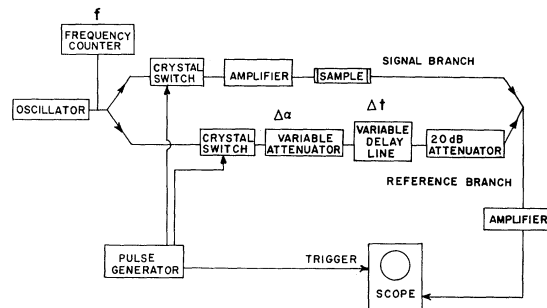 f
FREQUENCY
COUNTER
OSCILLATOR
CRYSTAL
SWITCH
AMPLIFIER
SAMPLE
SIGNAL BRANCH
CRYSTAL
SWITCH
Δα
VARIABLE
ATTENUATOR
Δt
VARIABLE
DELAY
LINE
20 dB
ATTENUATOR
REFERENCE BRANCH
AMPLIFIER
PULSE
GENERATOR
TRIGGER
SCOPE